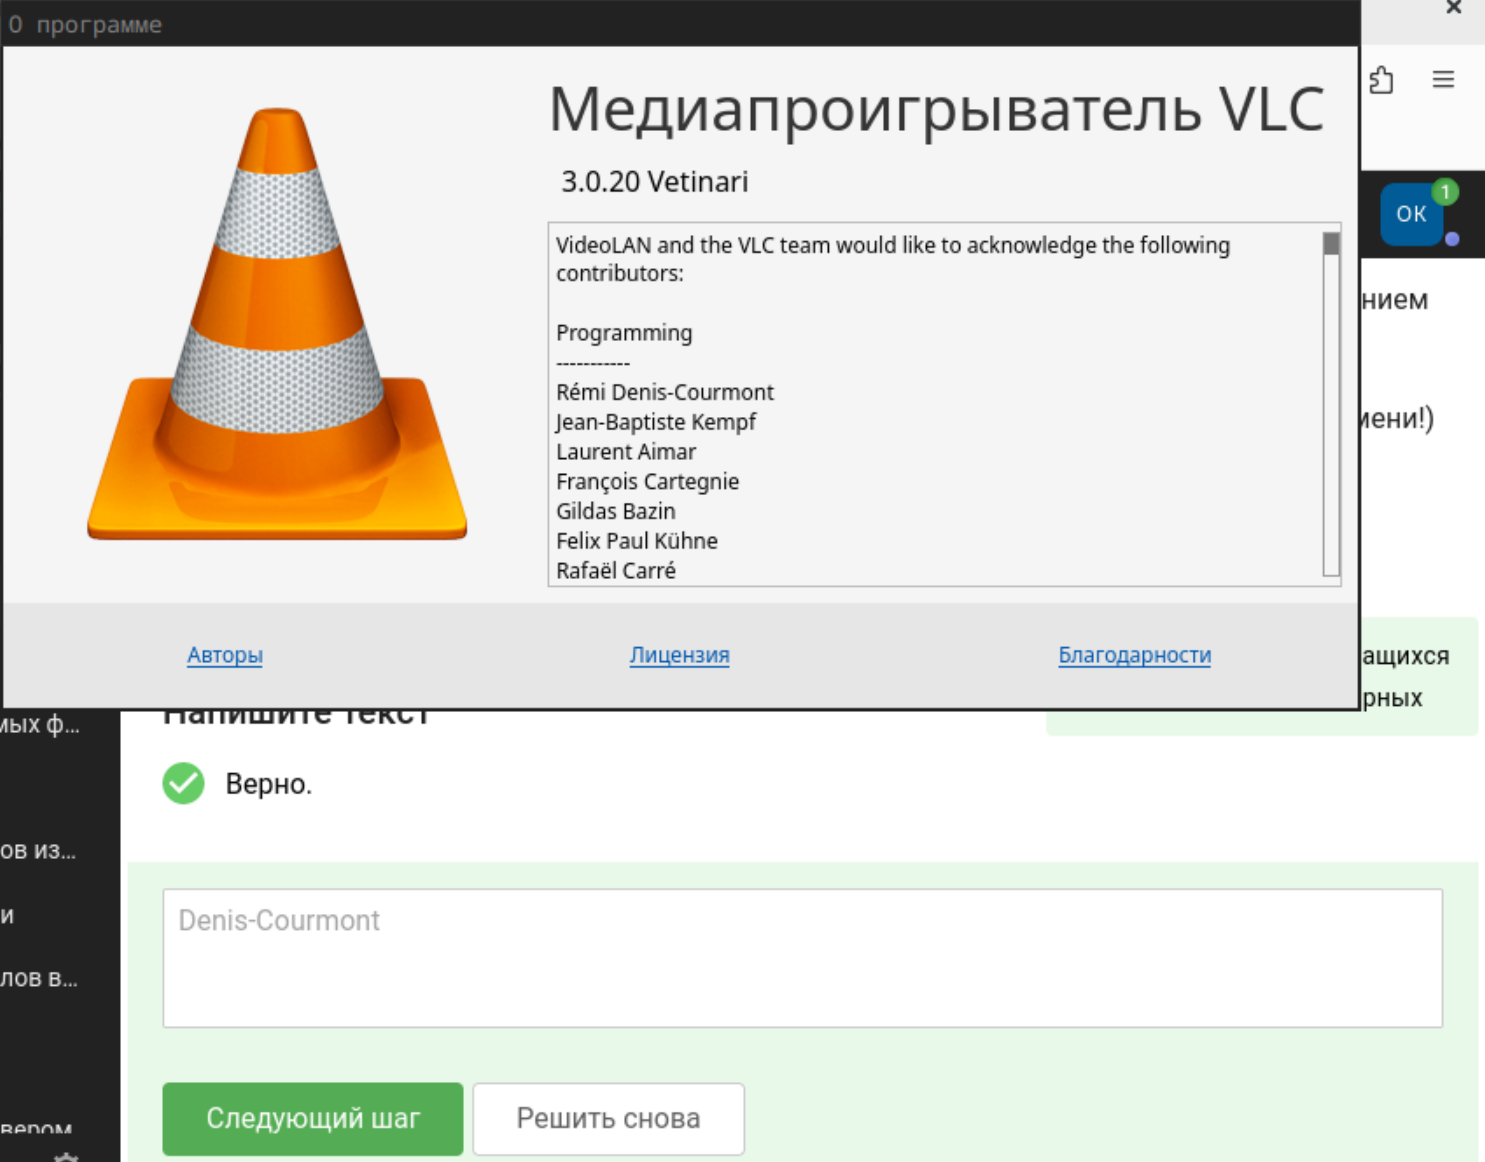 О программе
Медиапроигрыватель VLC
3.0.20 Vetinari
VideoLAN and the VLC team would like to acknowledge the following
contributors:
Programming
-----------
Rémi Denis-Courmont
Jean-Baptiste Kempf
Laurent Aimar
François Cartegnie
Gildas Bazin
Felix Paul Kühne
Rafaël Carré
Авторы
Лицензия
Благодарности
OK
1
нием
мени!)
ащихся
рных
мых ф...
ов из...
и
лов в...
вером
Напишите текст
Верно.
Denis-Courmont
Следующий шаг
Решить снова